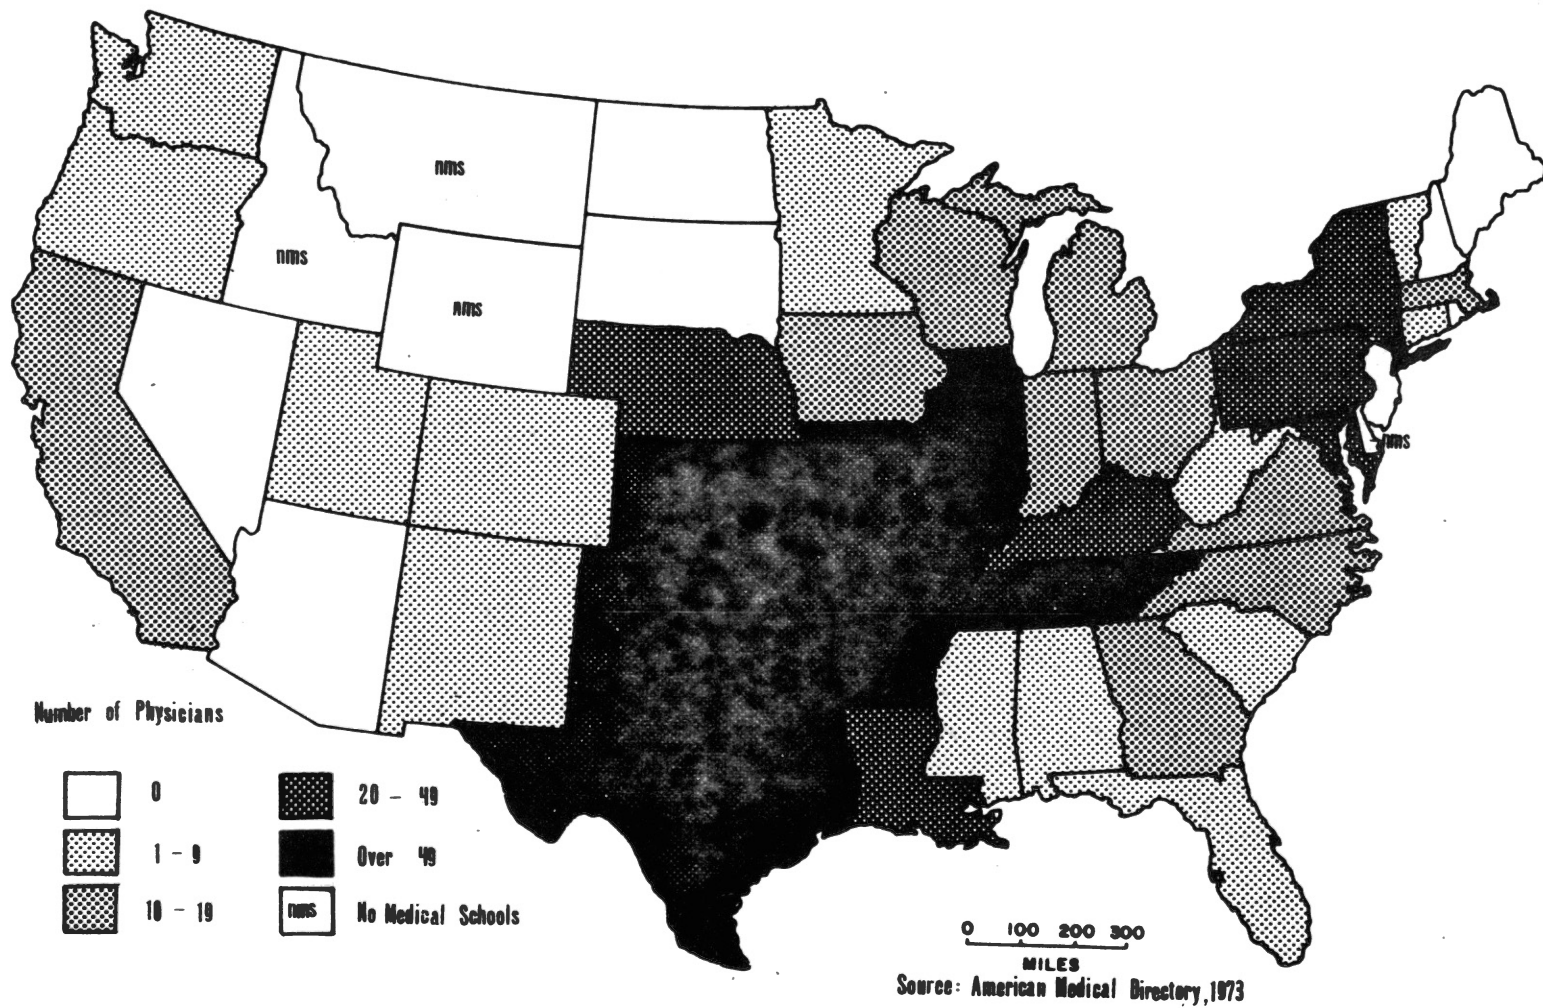 nms
nms
nms
nms
Number of Physicians
0
20 - 49
1 - 9
Over 49
10 - 19
nms
No Medical Schools
0 100 200 300
MILES
Source: American Medical Directory, 1973